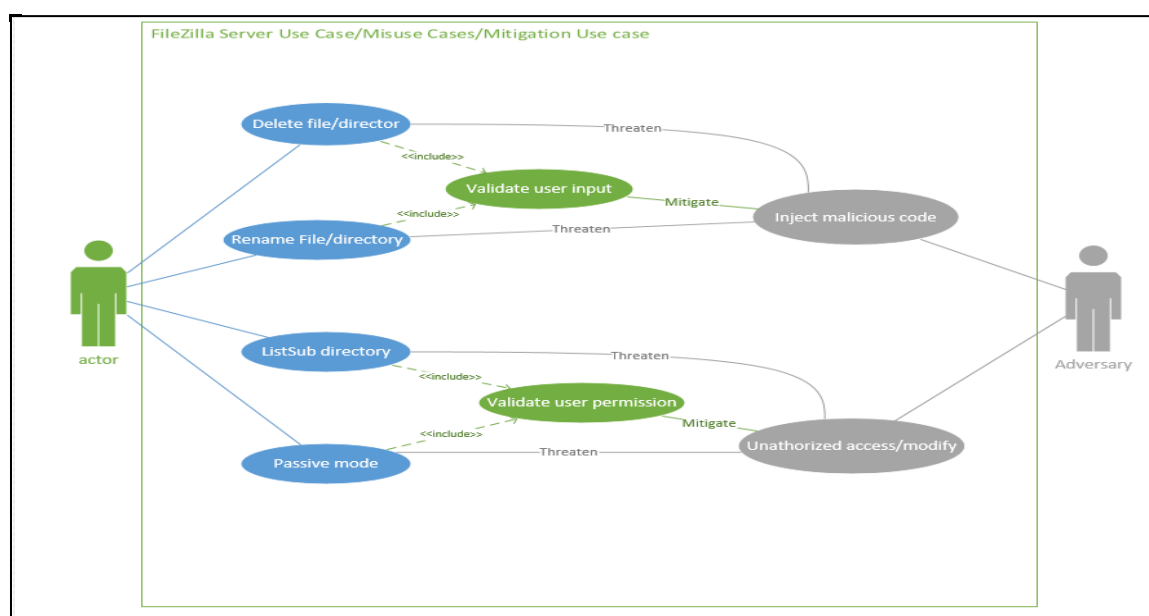 FileZilla Server Use Case/Misuse Cases/Mitigation Use case
Delete file/director
Threaten
<<include>>
Validate user input
Mitigate
<<include>>
Inject malicious code
Rename File/directory
Threaten
actor
ListSub directory
Threaten
Adversary
<<include>>
Validate user permission
Mitigate
<<include>>
Unathorized access/modify
Passive mode
Threaten